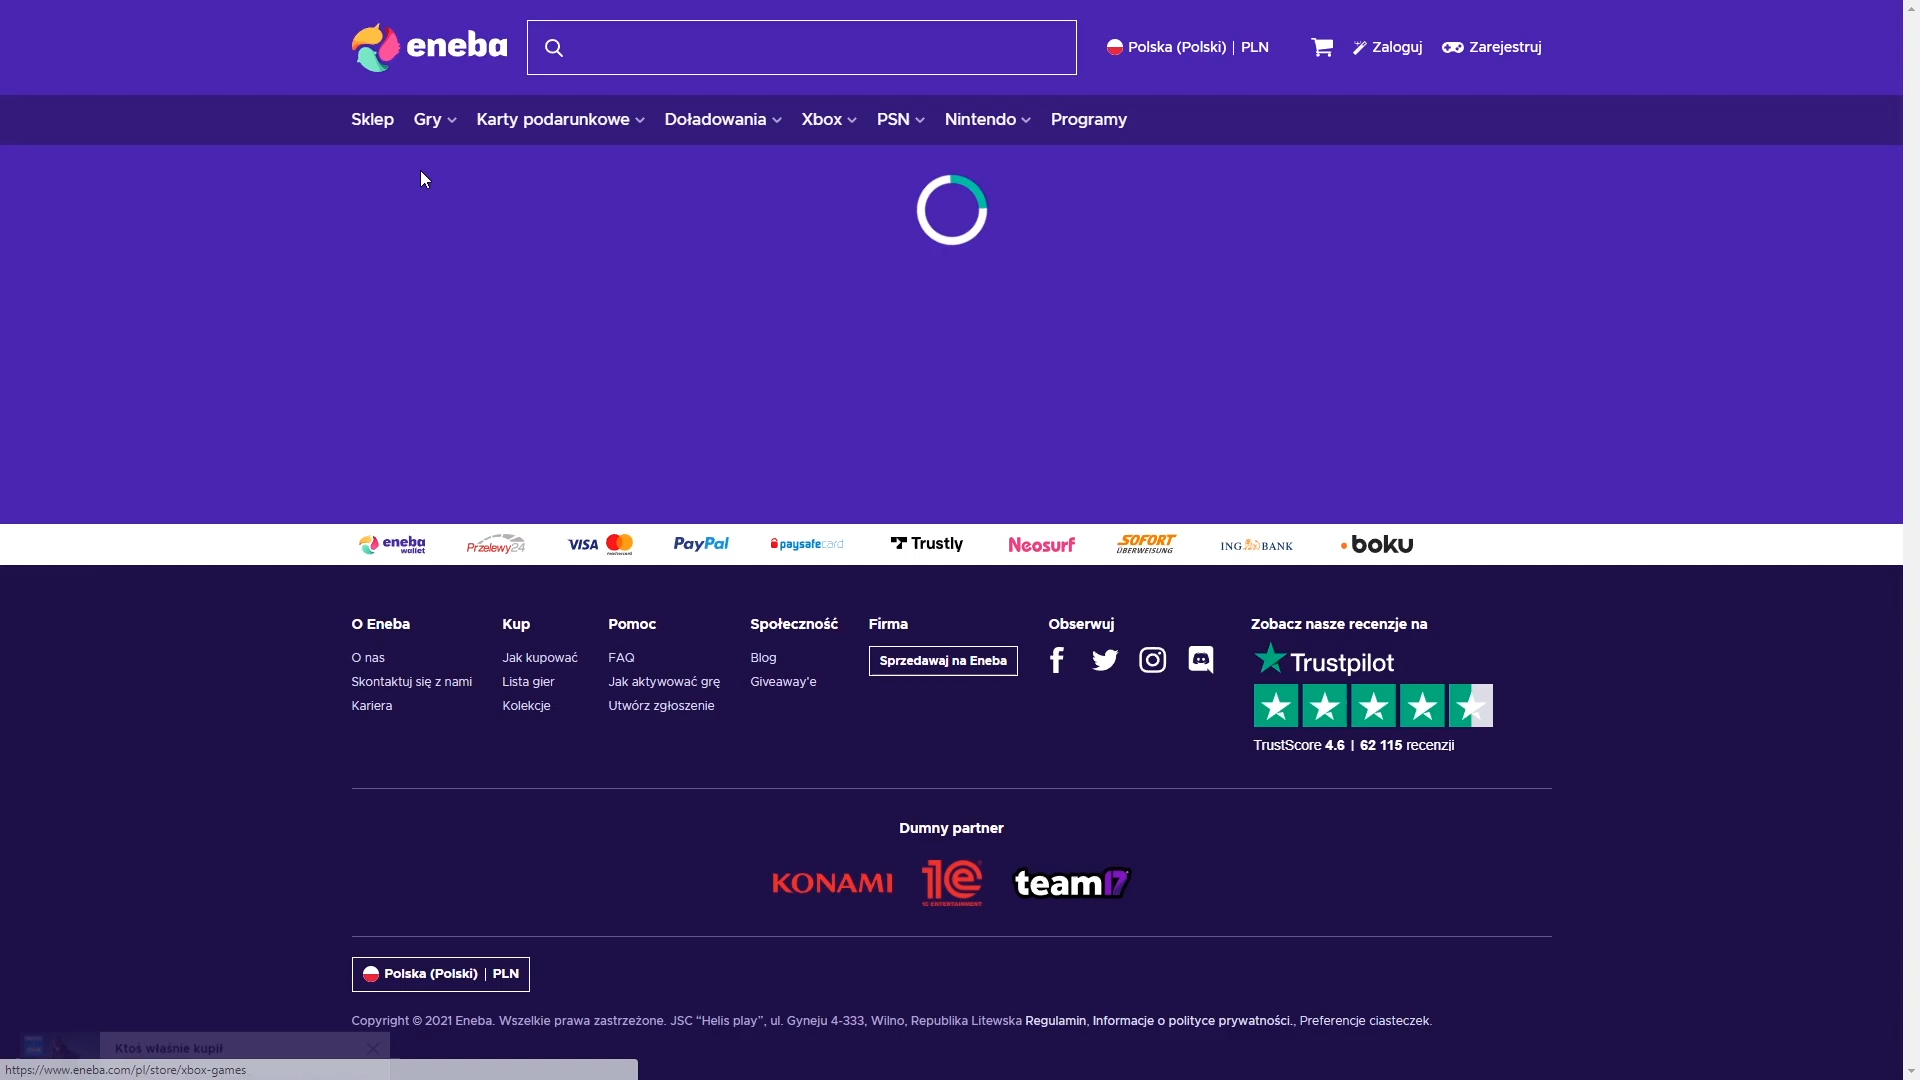 eneba
Polska (Polski) | PLN
Zaloguj
Zarejestruj
Sklep Gry Karty podarunkowe Doładowania Xbox PSN Nintendo Programy
eneba wallet
Przelewy24
VISA mastercard
PayPal
paysafecard
Trustly
Neosurf
SOFORT ÜBERWEISUNG
ING BANK
boku
O Eneba
O nas
Skontaktuj się z nami
Kariera
Kup
Jak kupować
Lista gier
Kolekcje
Pomoc
FAQ
Jak aktywować grę
Utwórz zgłoszenie
Społeczność
Blog
Giveaway'e
Firma
Sprzedawaj na Eneba
Obserwuj
Zobacz nasze recenzje na
Trustpilot
TrustScore 4.6 | 62 115 recenzji
Dumny partner
KONAMI
1C ENTERTAINMENT
team17
Polska (Polski) | PLN
Copyright © 2021 Eneba. Wszelkie prawa zastrzeżone. JSC “Helis play”, ul. Gyneju 4-333, Wilno, Republika Litewska Regulamin, Informacje o polityce prywatności., Preferencje ciasteczek.
Ktoś właśnie kupił
https://www.eneba.com/pl/store/xbox-games